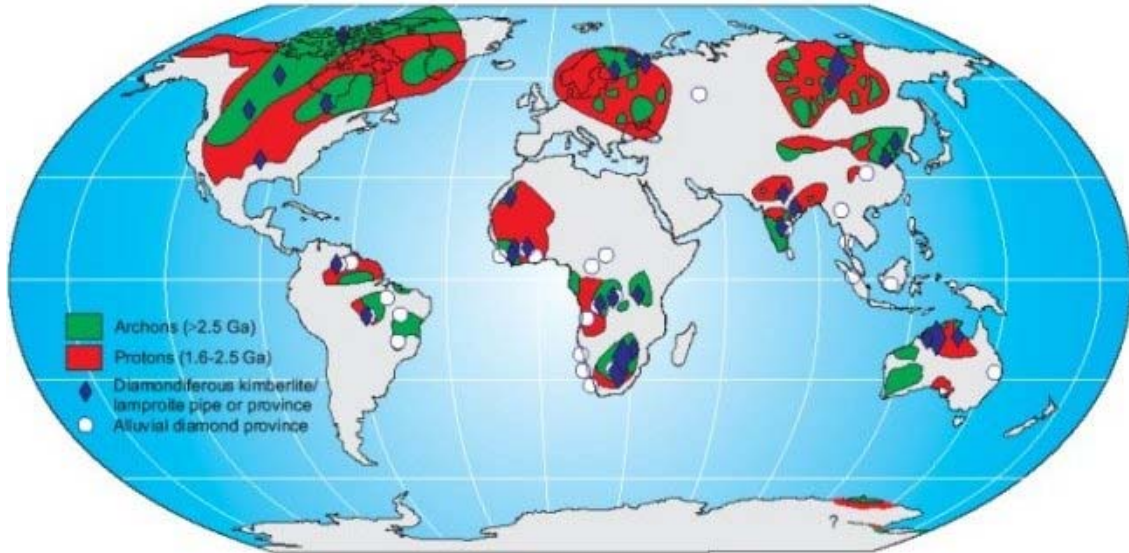 Archons (>2.5 Ga)
Protons (1.6-2.5 Ga)
Diamondiferous kimberlite/
lamproite pipe or province
Alluvial diamond province
?